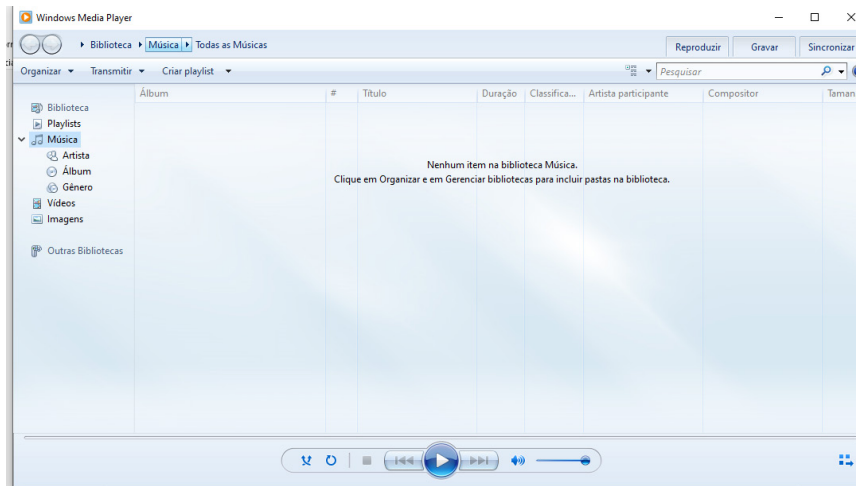 Windows Media Player
Biblioteca Música Todas as Músicas
Reproduzir Gravar Sincronizar
Organizar Transmitir Criar playlist
Pesquisar
Álbum # Título Duração Classifica... Artista participante Compositor Taman
Biblioteca
Playlists
Música
Artista
Álbum
Gênero
Vídeos
Imagens
Outras Bibliotecas
Nenhum item na biblioteca Música.
Clique em Organizar e em Gerenciar bibliotecas para incluir pastas na biblioteca.